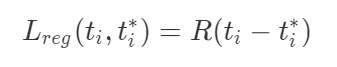 $L_{reg}(t_i, t_i^*) = R(t_i - t_i^*)$